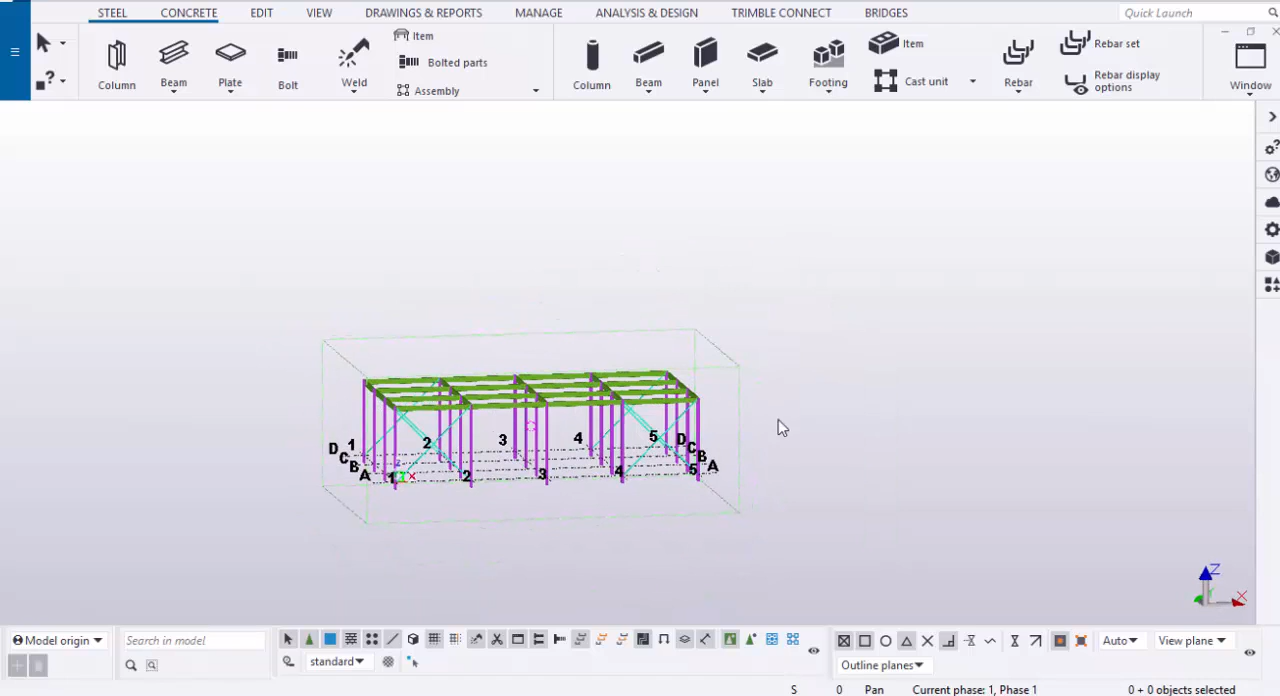 STEEL CONCRETE EDIT VIEW DRAWINGS & REPORTS MANAGE ANALYSIS & DESIGN TRIMBLE CONNECT BRIDGES Quick Launch
Column Beam Plate Bolt Weld
Item
Bolted parts
Assembly
Column Beam Panel Slab Footing
Item
Cast unit
Rebar
Rebar set
Rebar display
options
Window
D 1 2 3 4 5 D
C C
B B
A 1 2 3 4 5 A
Z x
Z
X
Model origin Search in model
standard
Auto View plane
Outline planes
S 0 Pan Current phase: 1, Phase 1 0 + 0 objects selected